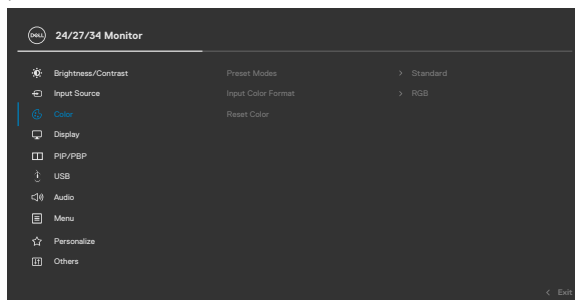 DELL 24/27/34 Monitor
Brightness/Contrast Preset Modes > Standard
Input Source Input Color Format > RGB
Color Reset Color
Display
PIP/PBP
USB
Audio
Menu
Personalize
Others
< Exit